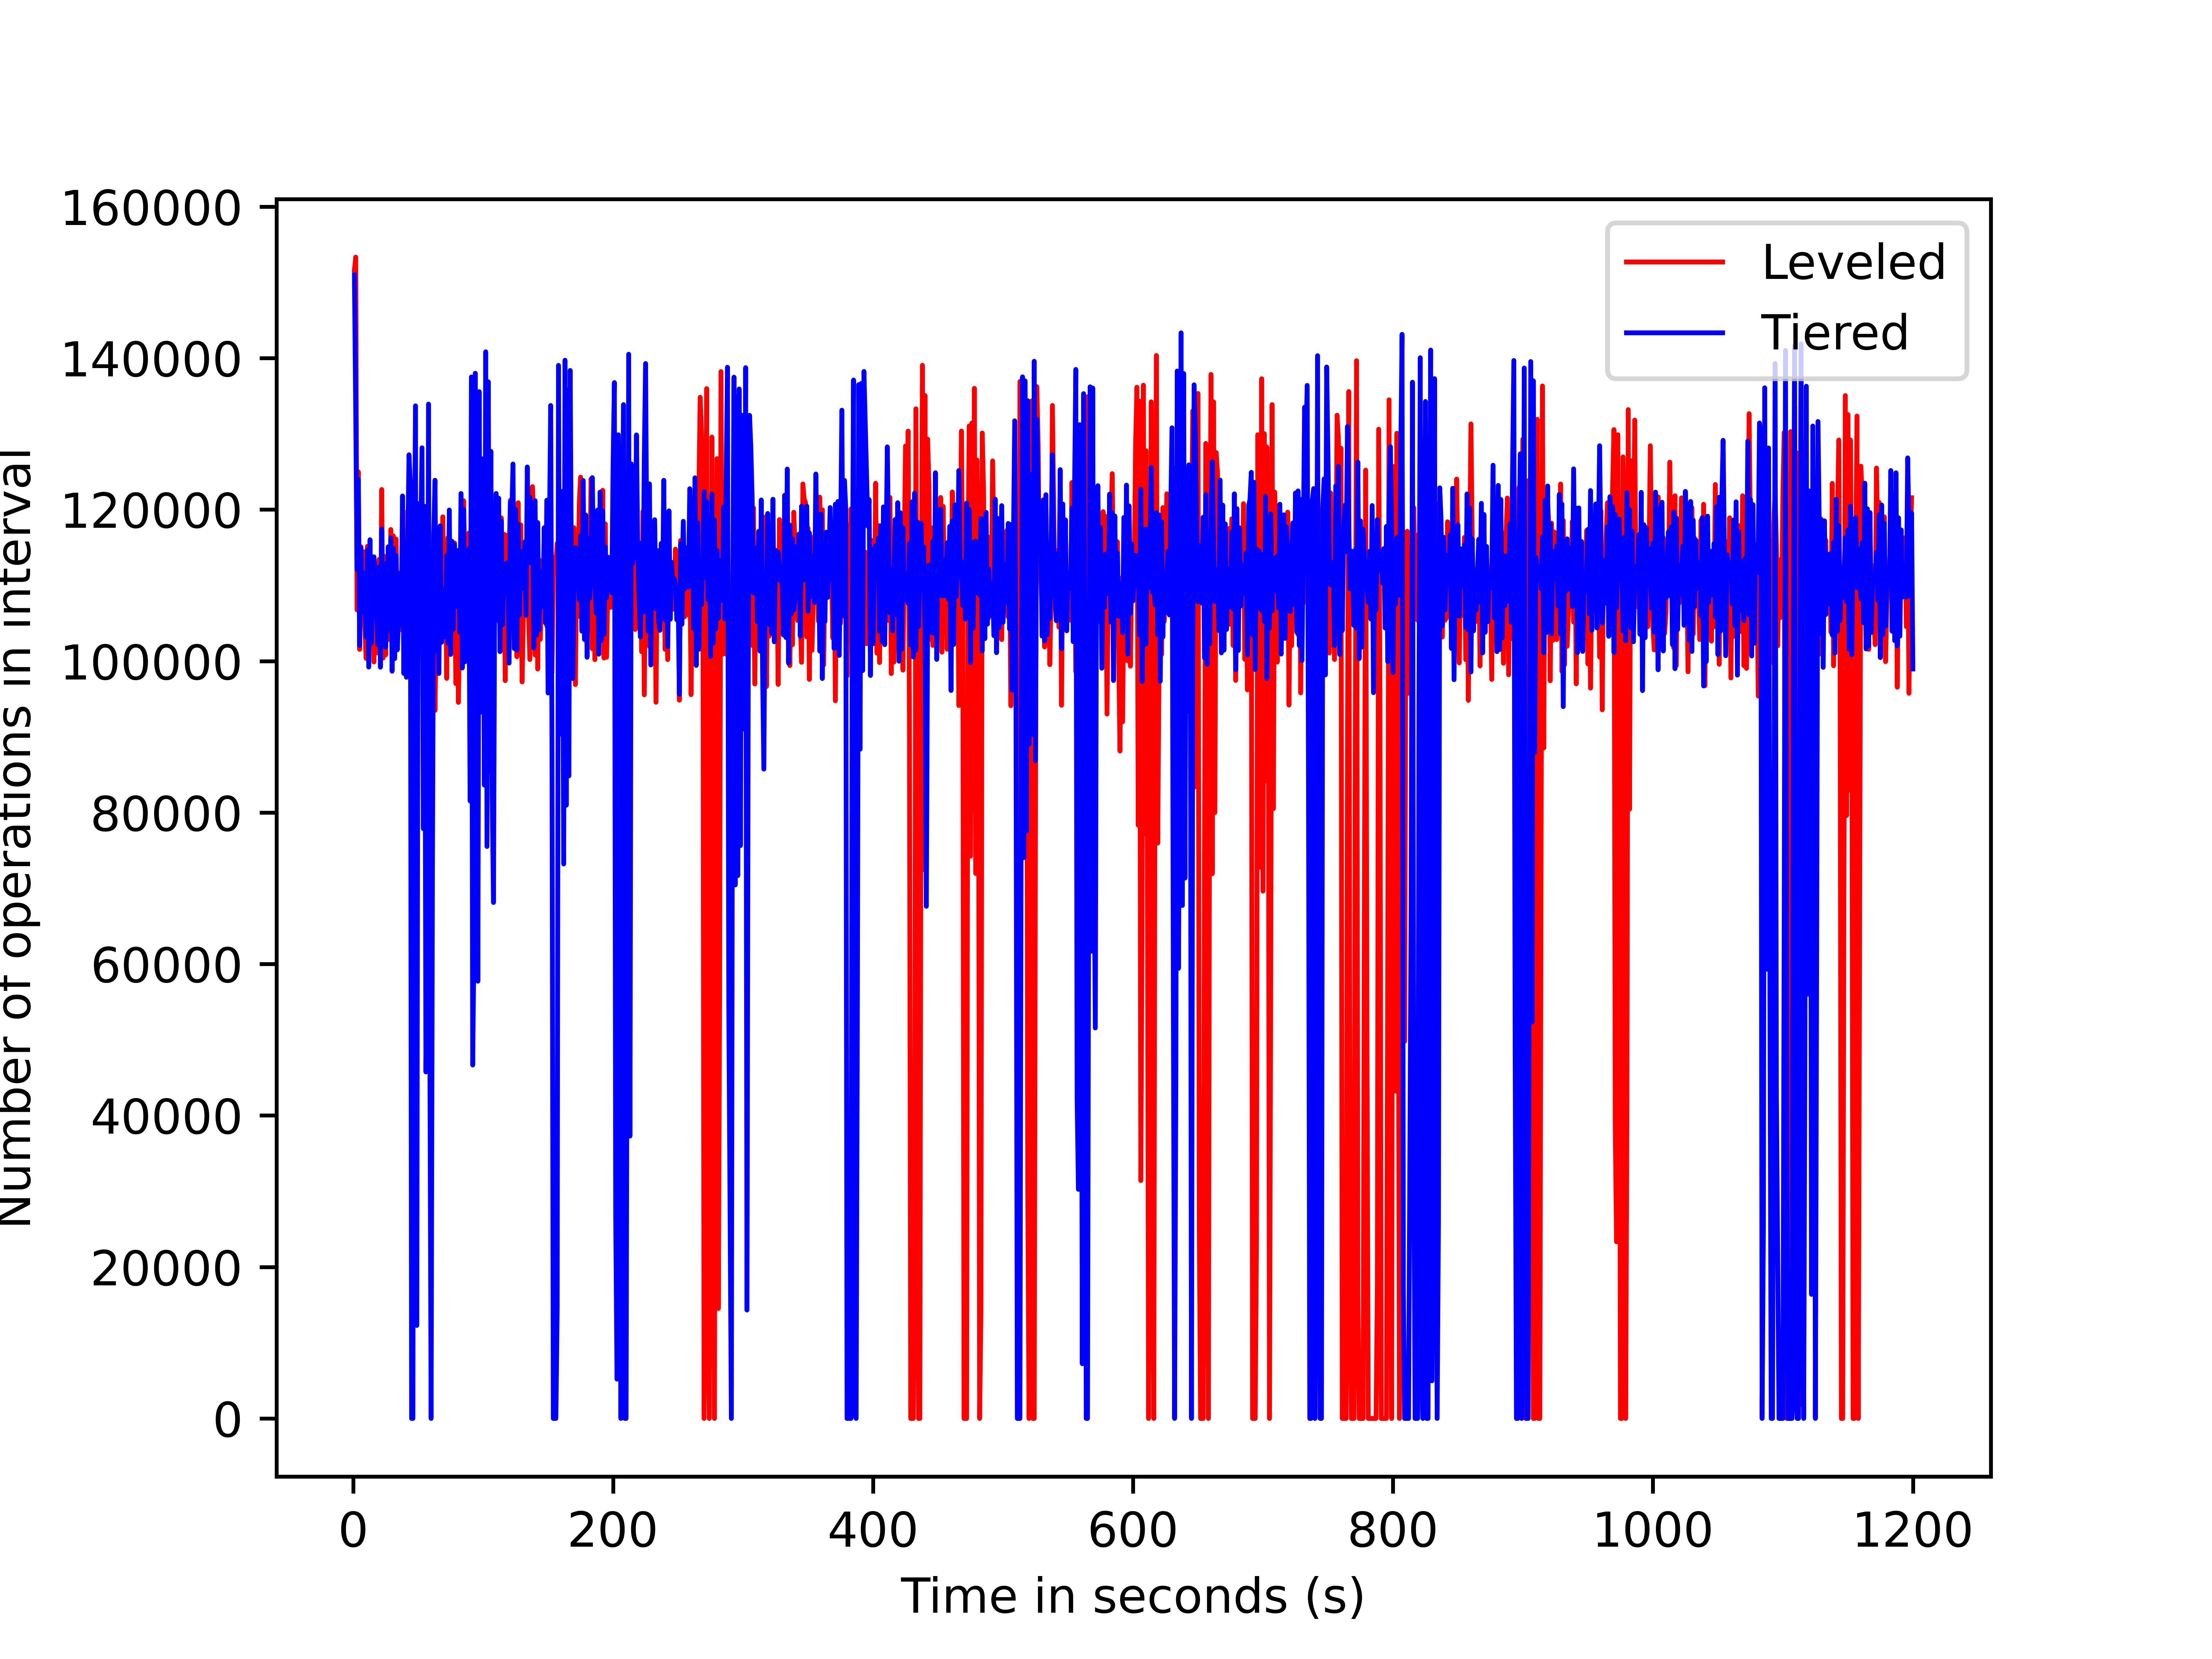 160000
140000
120000
100000
80000
60000
40000
20000
0
Number of operations in interval
Leveled
Tiered
0 200 400 600 800 1000 1200
Time in seconds (s)